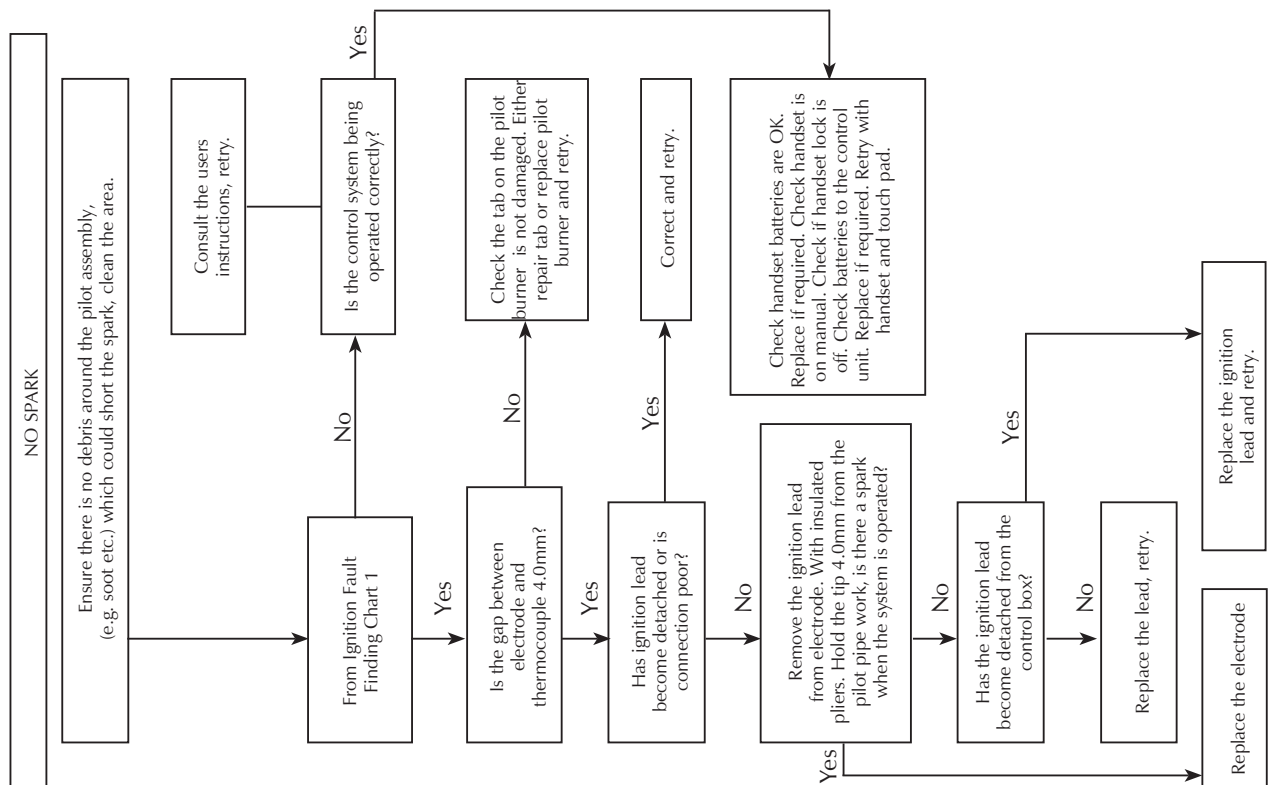 NO SPARK
Ensure there is no debris around the pilot assembly,
(e.g. soot etc.) which could short the spark, clean the area.
Consult the users
instructions, retry.
From Ignition Fault
Finding Chart 1
No
Is the control system being
operated correctly?
Yes
Yes
Is the gap between
electrode and
thermocouple 4.0mm?
No
Check the tab on the pilot
burner is not damaged. Either
repair tab or replace pilot
burner and retry.
Yes
Has ignition lead
become detached or is
connection poor?
Yes
Correct and retry.
No
Remove the ignition lead
from electrode. With insulated
pliers. Hold the tip 4.0mm from the
pilot pipe work, is there a spark
when the system is operated?
Check handset batteries are OK.
Replace if required. Check handset is
on manual. Check if handset lock is
off. Check batteries to the control
unit. Replace if required. Retry with
handset and touch pad.
Yes
No
Has the ignition lead
become detached from the
control box?
Yes
No
Replace the lead, retry.
Replace the electrode
Replace the ignition
lead and retry.